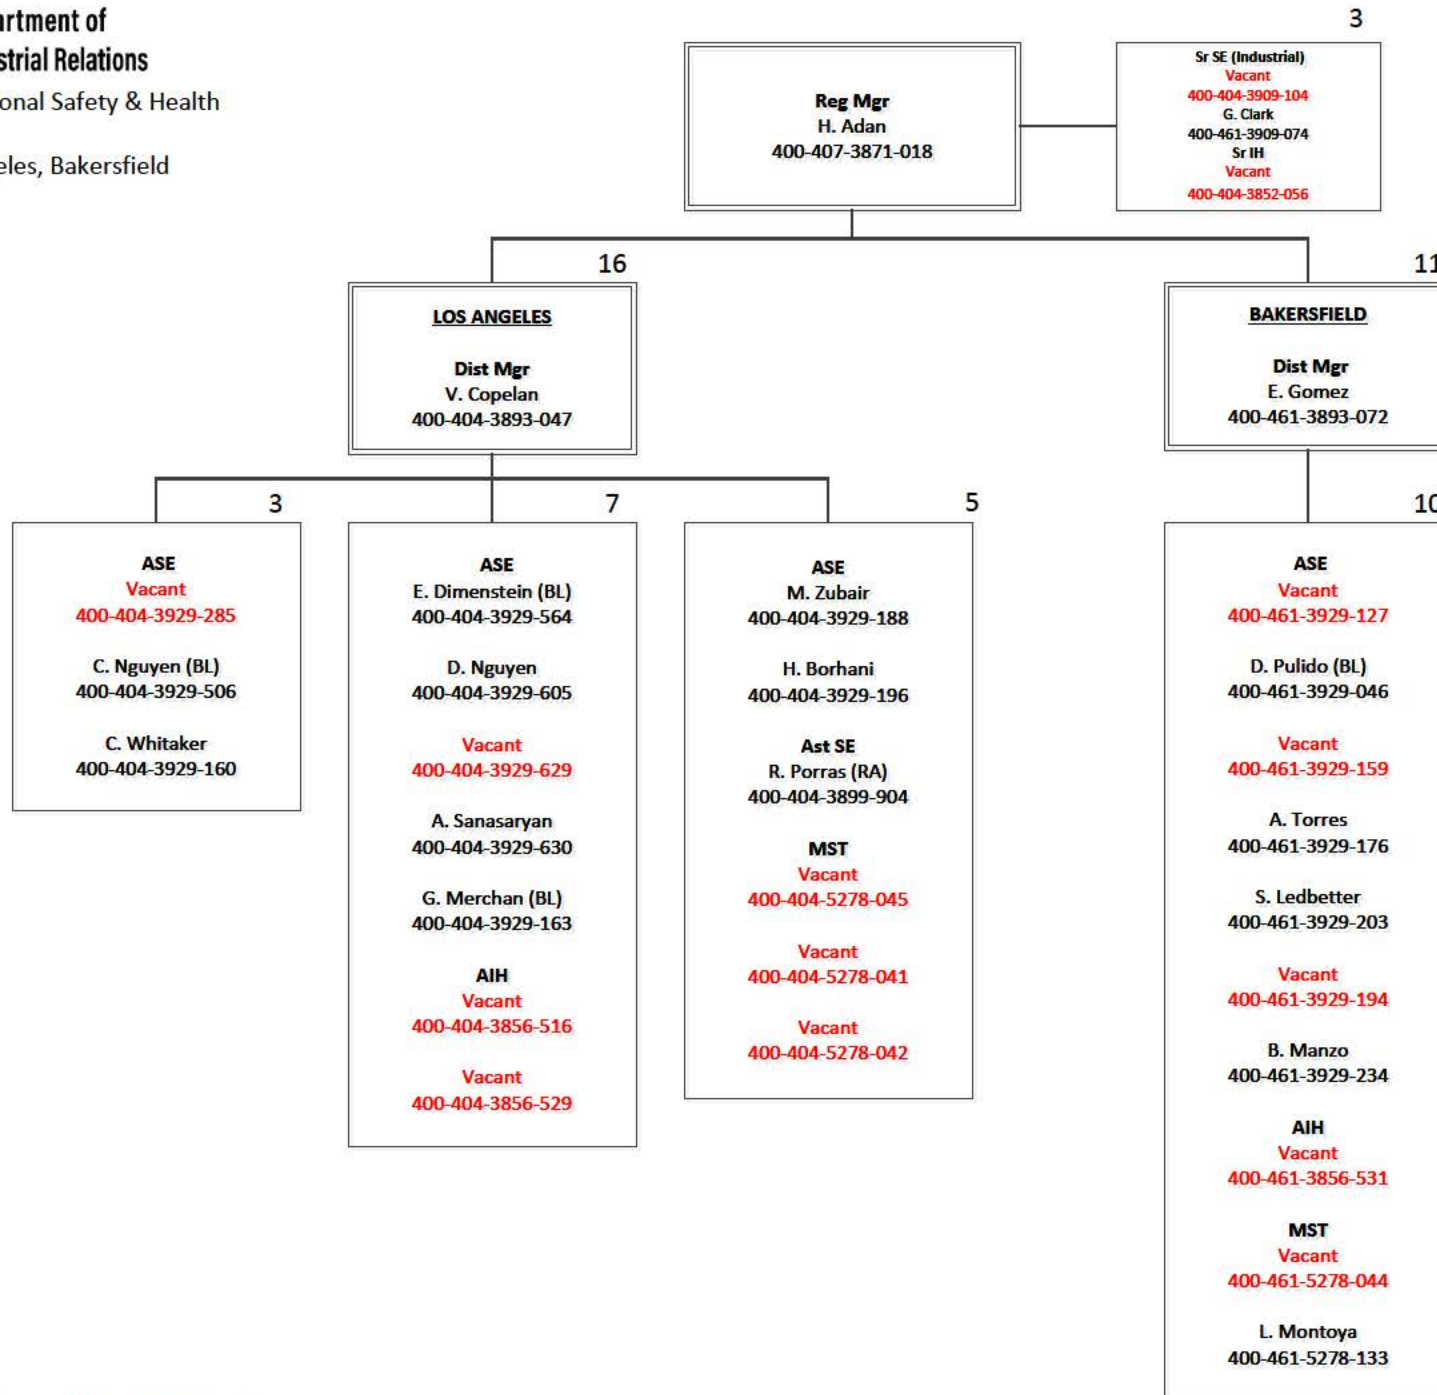 artment of
strial Relations
onal Safety & Health
eles, Bakersfield
3
Reg Mgr
H. Adan
400-407-3871-018
Sr SE (Industrial)
Vacant
400-404-3909-104
G. Clark
400-461-3909-074
Sr IH
Vacant
400-404-3852-056
16
LOS ANGELES
Dist Mgr
V. Copelan
400-404-3893-047
11
BAKERSFIELD
Dist Mgr
E. Gomez
400-461-3893-072
3
ASE
Vacant
400-404-3929-285
C. Nguyen (BL)
400-404-3929-506
C. Whitaker
400-404-3929-160
7
ASE
E. Dimenstein (BL)
400-404-3929-564
D. Nguyen
400-404-3929-605
Vacant
400-404-3929-629
A. Sanasaryan
400-404-3929-630
G. Merchan (BL)
400-404-3929-163
AIH
Vacant
400-404-3856-516
Vacant
400-404-3856-529
5
ASE
M. Zubair
400-404-3929-188
H. Borhani
400-404-3929-196
Ast SE
R. Porras (RA)
400-404-3899-904
MST
Vacant
400-404-5278-045
Vacant
400-404-5278-041
Vacant
400-404-5278-042
10
ASE
Vacant
400-461-3929-127
D. Pulido (BL)
400-461-3929-046
Vacant
400-461-3929-159
A. Torres
400-461-3929-176
S. Ledbetter
400-461-3929-203
Vacant
400-461-3929-194
B. Manzo
400-461-3929-234
AIH
Vacant
400-461-3856-531
MST
Vacant
400-461-5278-044
L. Montoya
400-461-5278-133